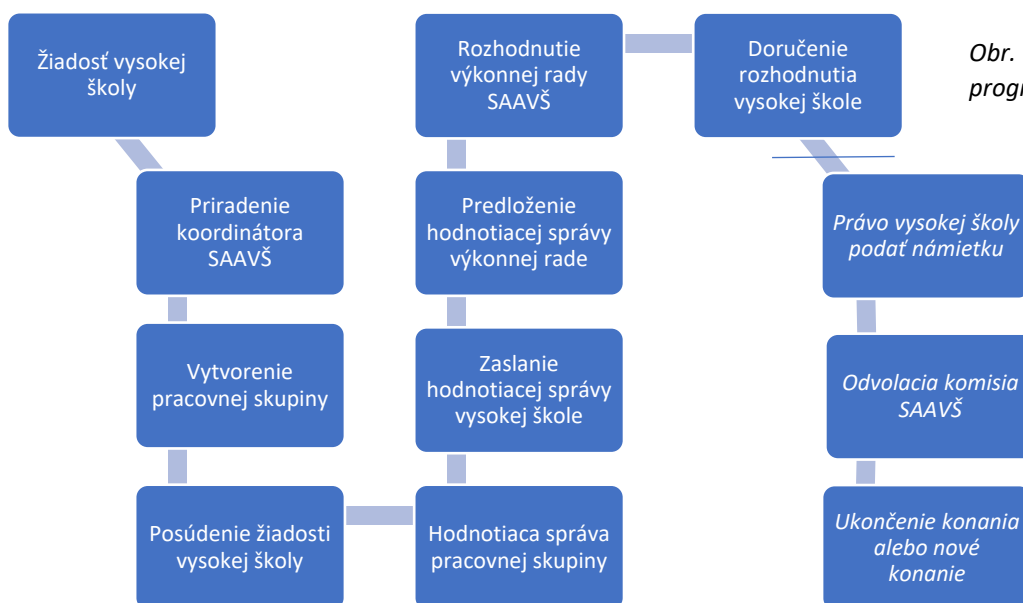 Žiadosť vysokej
školy
Priradenie
koordinátora
SAAVŠ
Vytvorenie
pracovnej skupiny
Posúdenie žiadosti
vysokej školy
Hodnotiaca správa
pracovnej skupiny
Zaslanie
hodnotiacej správy
vysokej škole
Predloženie
hodnotiacej správy
výkonnej rade
Rozhodnutie
výkonnej rady
SAAVŠ
Doručenie
rozhodnutia
vysokej škole
Právo vysokej školy
podať námietku
Odvolacia komisia
SAAVŠ
Ukončenie konania
alebo nové
konanie
Obr.